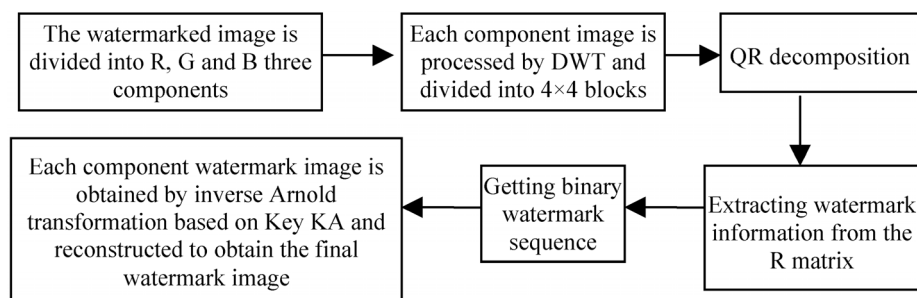 The watermarked image is
divided into R, G and B three
components
Each component image is
processed by DWT and
divided into 4×4 blocks
QR decomposition
Extracting watermark
information from the
R matrix
Getting binary
watermark
sequence
Each component watermark image is
obtained by inverse Arnold
transformation based on Key KA and
reconstructed to obtain the final
watermark image